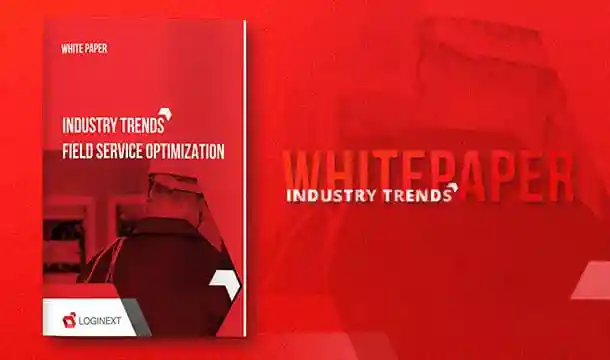 WHITE PAPER
INDUSTRY TRENDS
FIELD SERVICE OPTIMIZATION
LOGINEXT
WHITEPAPER
INDUSTRY TRENDS